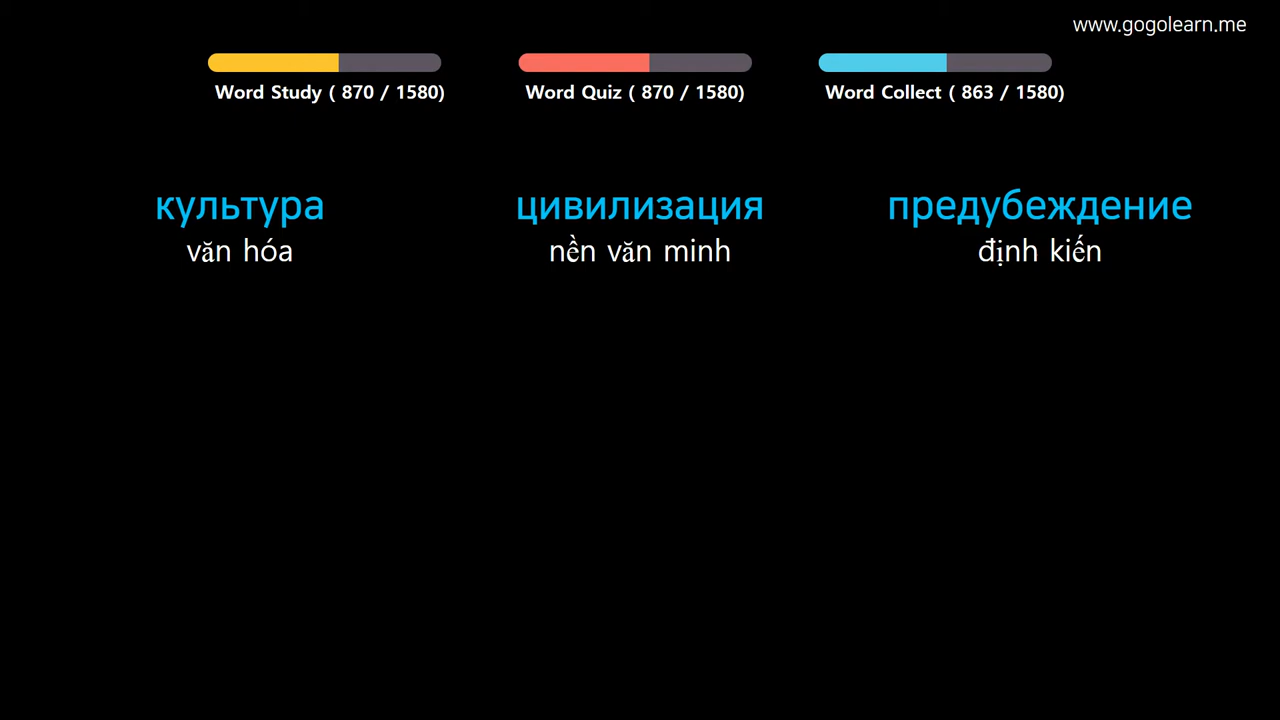 www.gogolearn.me
Word Study ( 870 / 1580)
Word Quiz ( 870 / 1580)
Word Collect ( 863 / 1580)
культура
văn hóa
цивилизация
nền văn minh
предубеждение
định kiến